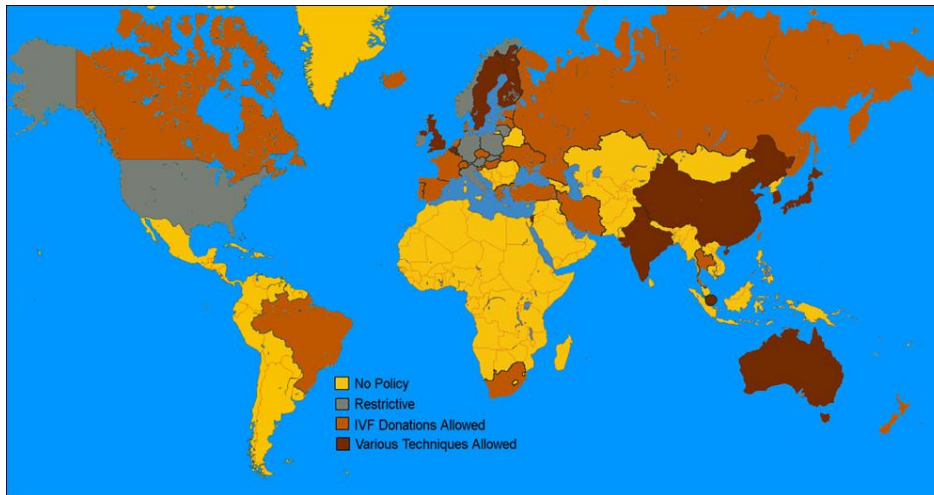 No Policy
Restrictive
IVF Donations Allowed
Various Techniques Allowed